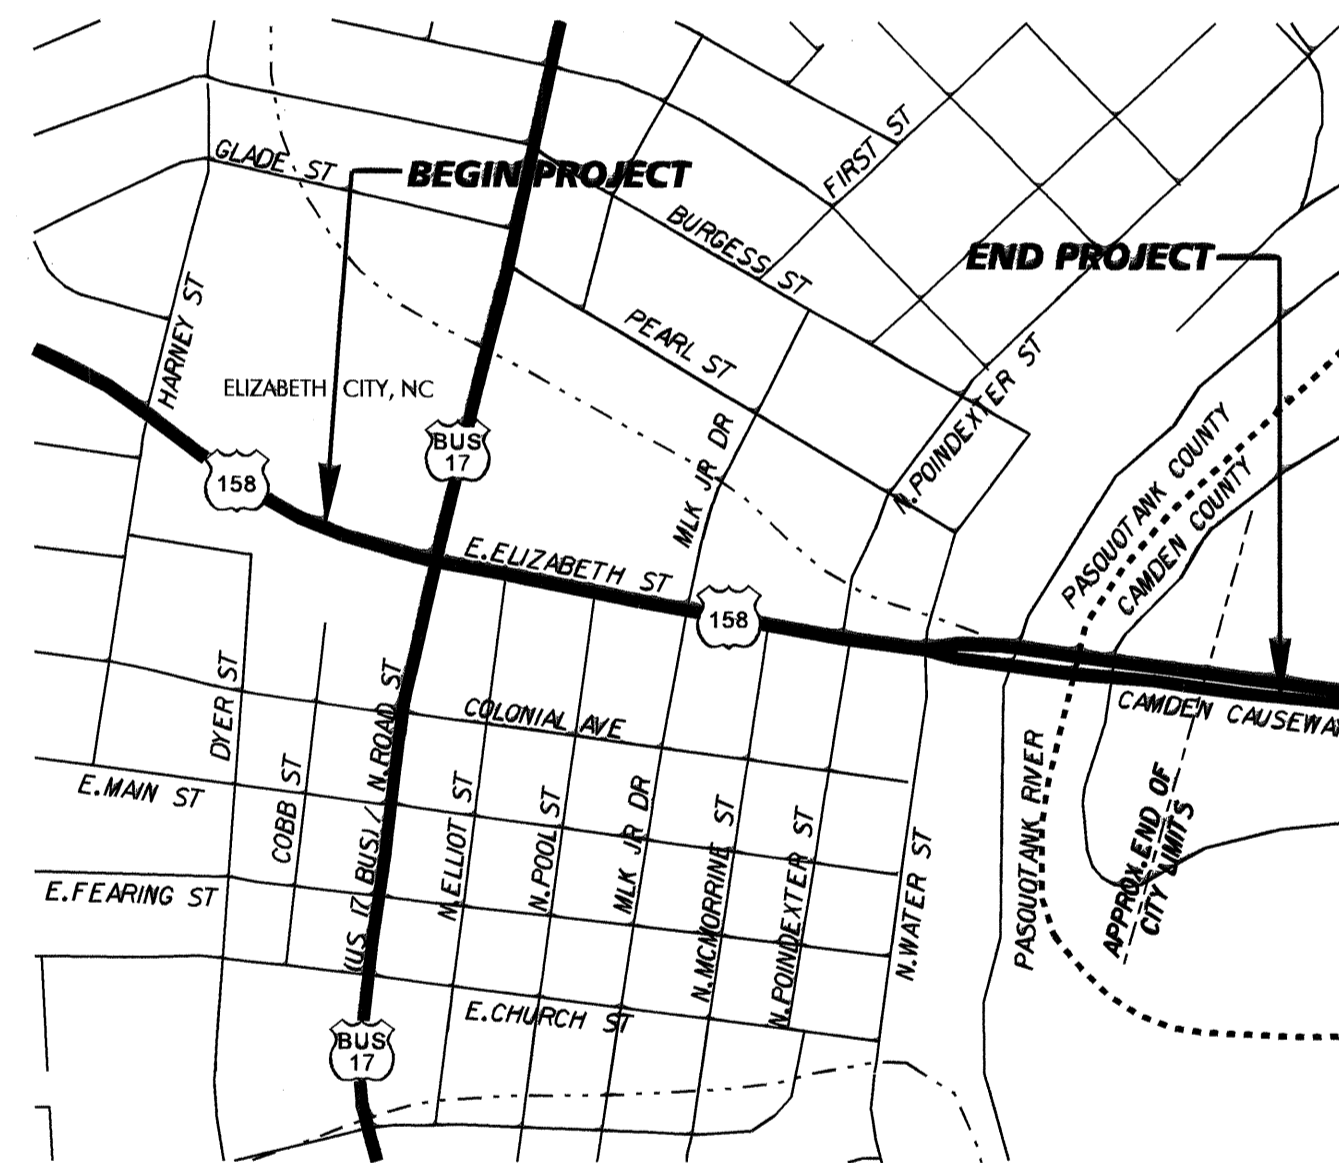 GLADE ST
BEGIN PROJECT
FIRST ST
BURGESS ST
END PROJECT
HARNEY ST
PEARL ST
ELIZABETH CITY, NC
N.POINDEXTER ST
BUS
17
MLK JR DR
158
PASQUOTANK COUNTY
CAMDEN COUNTY
E.ELIZABETH ST
158
DYER ST
COLONIAL AVE
CAMDEN CAUSEWA
(US 17 BUS) / N.ROAD ST
E.MAIN ST
COBB ST
N.ELLIOT ST
N.POOL ST
MLK JR DR
N.MCMORRINE ST
N.POINDEXTER ST
N.WATER ST
PASQUOTANK RIVER
APPROX. END OF
CITY LIMITS
E.FEARING ST
E.CHURCH ST
BUS
17